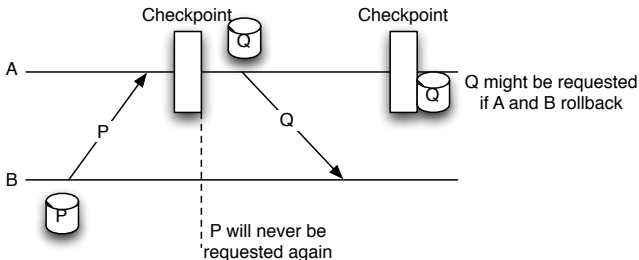 Checkpoint
Checkpoint
Q
A
Q might be requested
if A and B rollback
Q
P
Q
B
P
P will never be
requested again